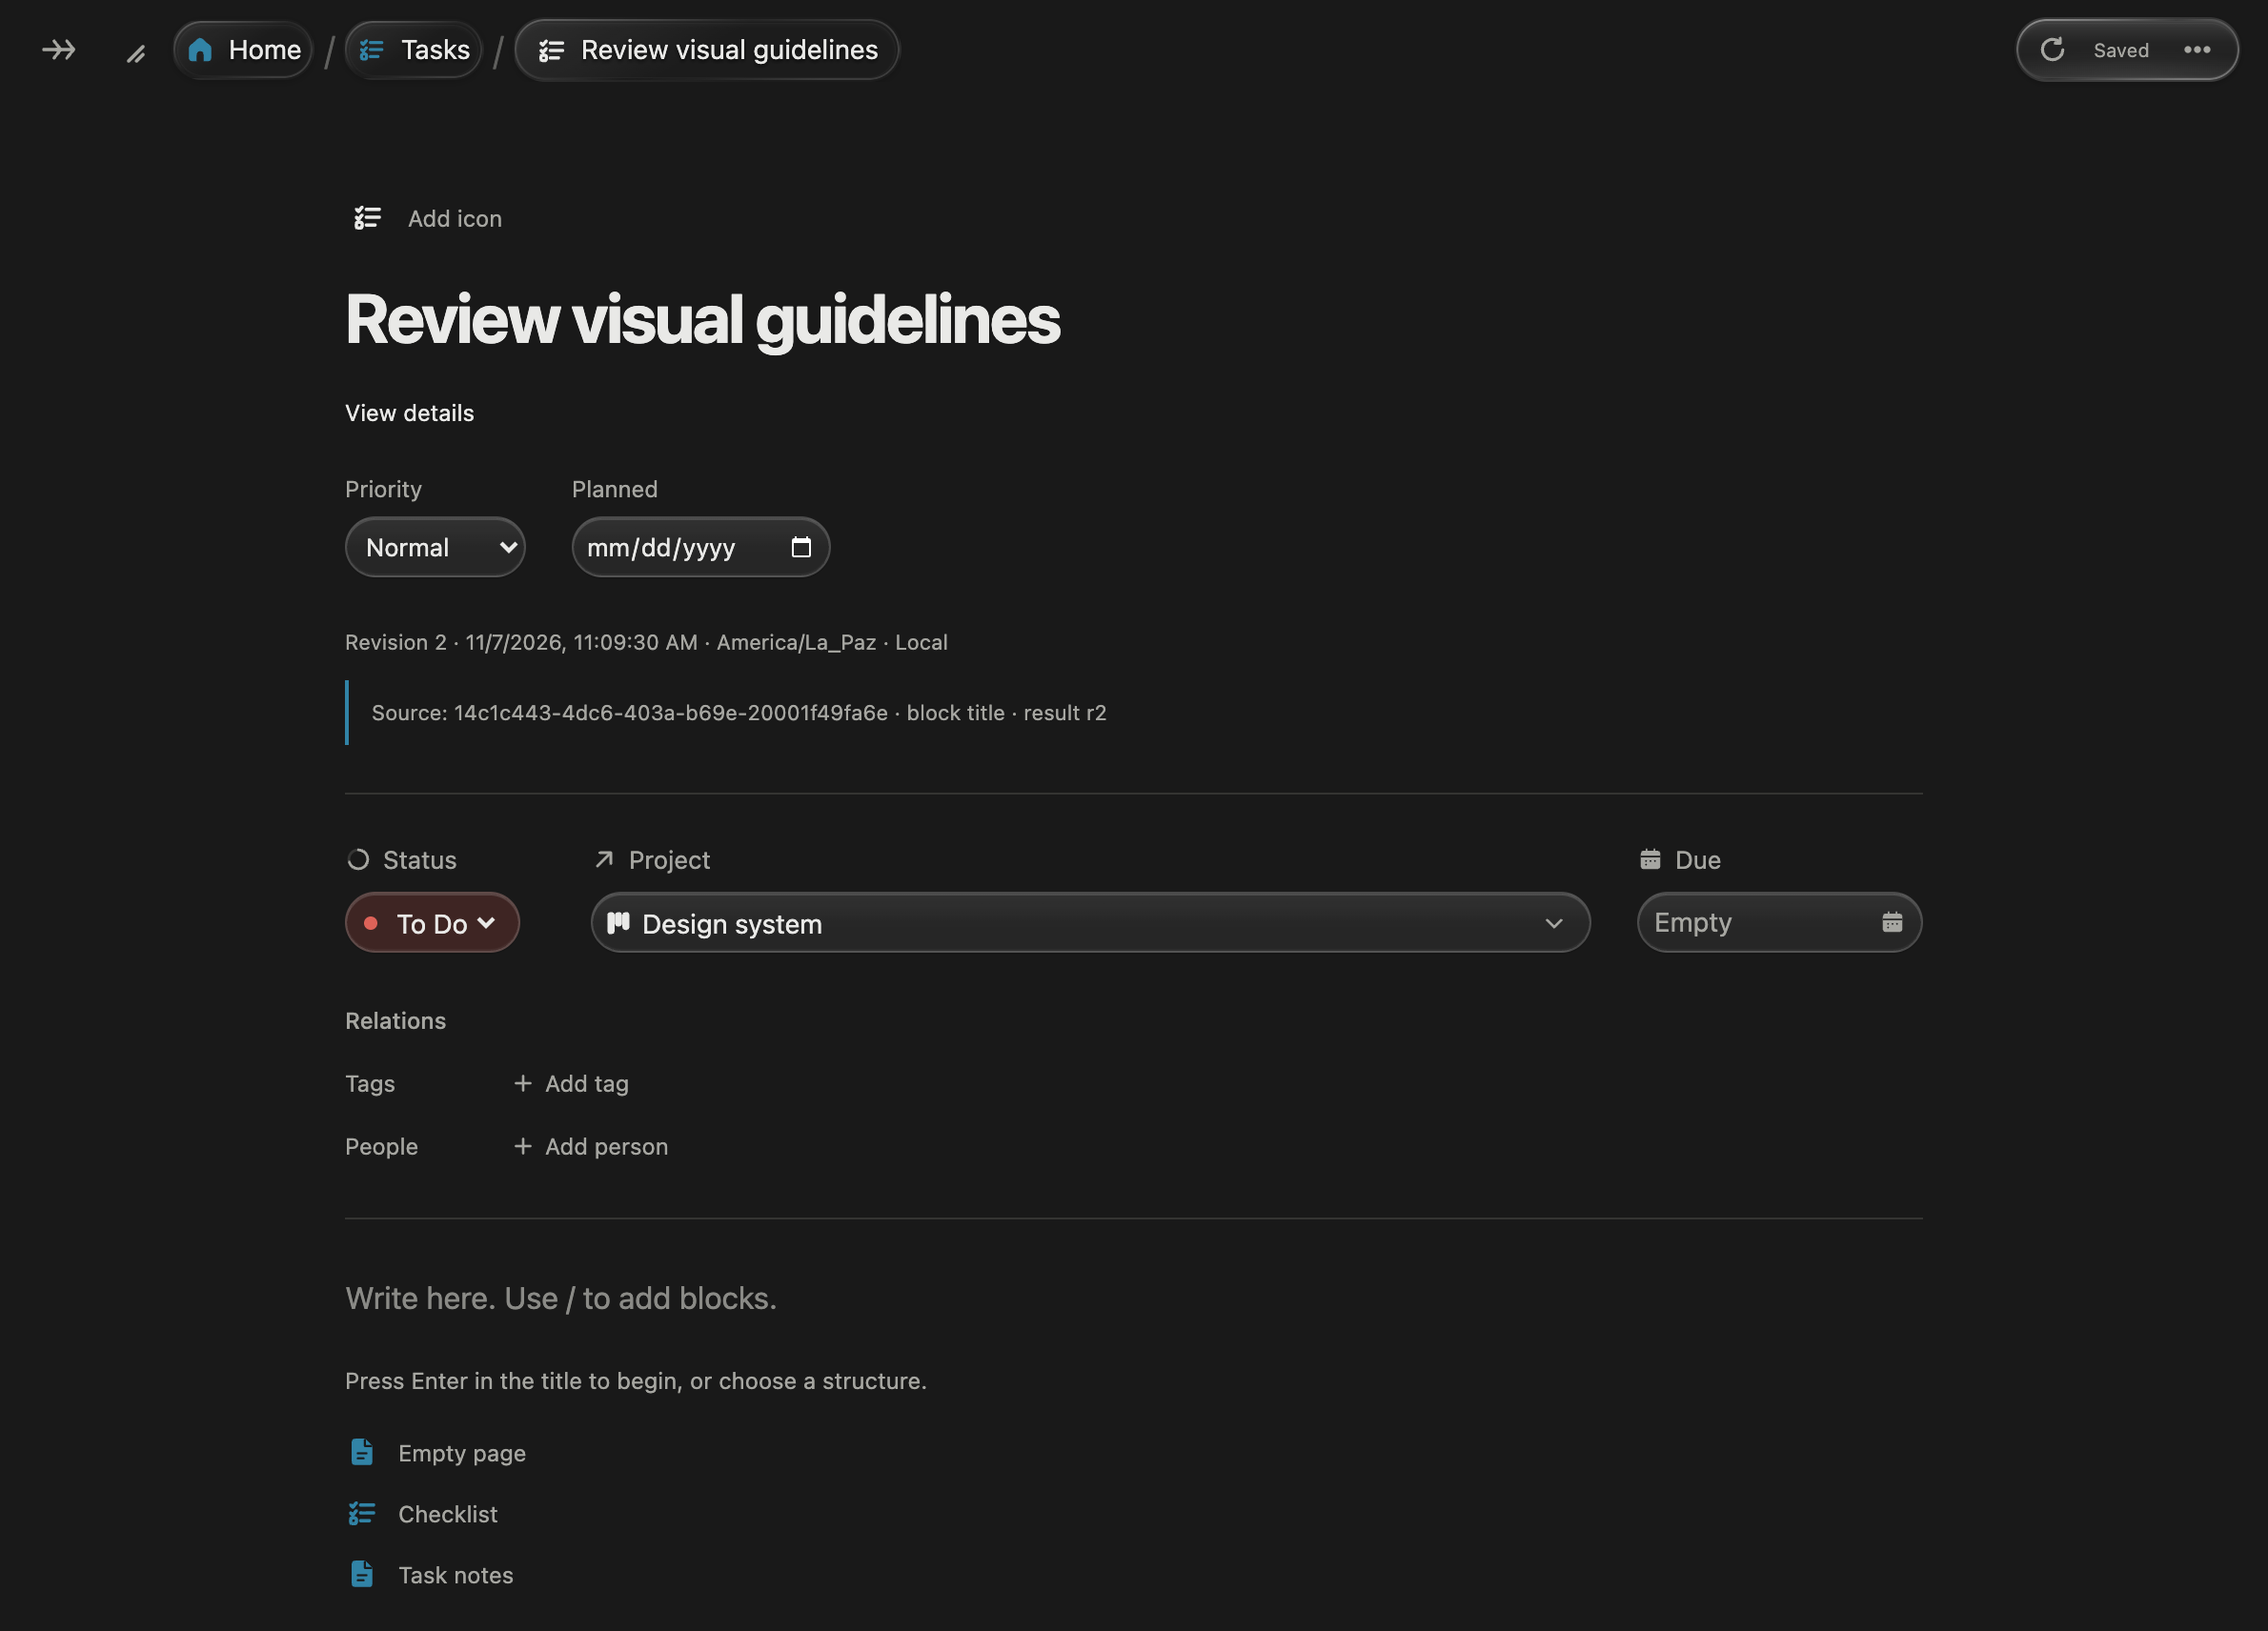 Home / Tasks / Review visual guidelines
Saved
Add icon
Review visual guidelines
View details
Priority Planned
Normal mm/dd/yyyy
Revision 2 · 11/7/2026, 11:09:30 AM · America/La_Paz · Local
Source: 14c1c443-4dc6-403a-b69e-20001f49fa6e · block title · result r2
Status Project Due
To Do Design system Empty
Relations
Tags + Add tag
People + Add person
Write here. Use / to add blocks.
Press Enter in the title to begin, or choose a structure.
Empty page
Checklist
Task notes